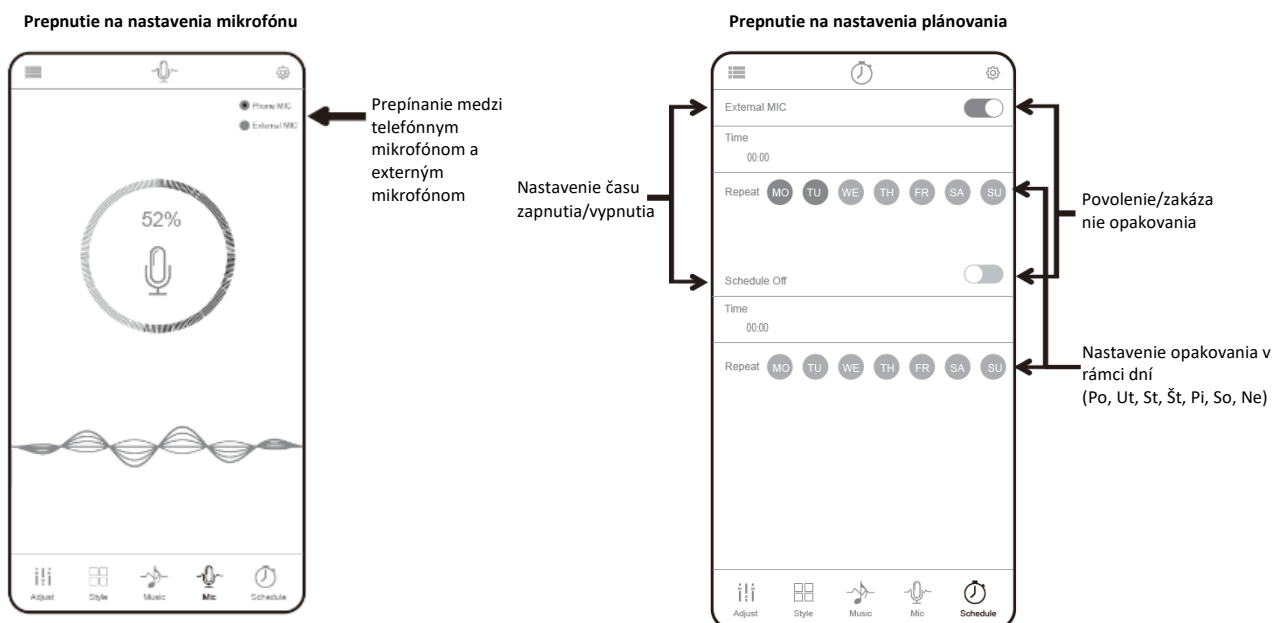 Prepnutie na nastavenia mikrofónu
Phone MIC
External MIC
Prepínanie medzi
telefónnym
mikrofónom a
externým
mikrofónom
52%
Adjust
Style
Music
Mic
Schedule
Prepnutie na nastavenia plánovania
External MIC
Time
00:00
Repeat MO TU WE TH FR SA SU
Nastavenie času
zapnutia/vypnutia
Povolenie/zakáza
nie opakovania
Schedule Off
Time
00:00
Repeat MO TU WE TH FR SA SU
Nastavenie opakovania v
rámci dní
(Po, Ut, St, Št, Pi, So, Ne)
Adjust
Style
Music
Mic
Schedule